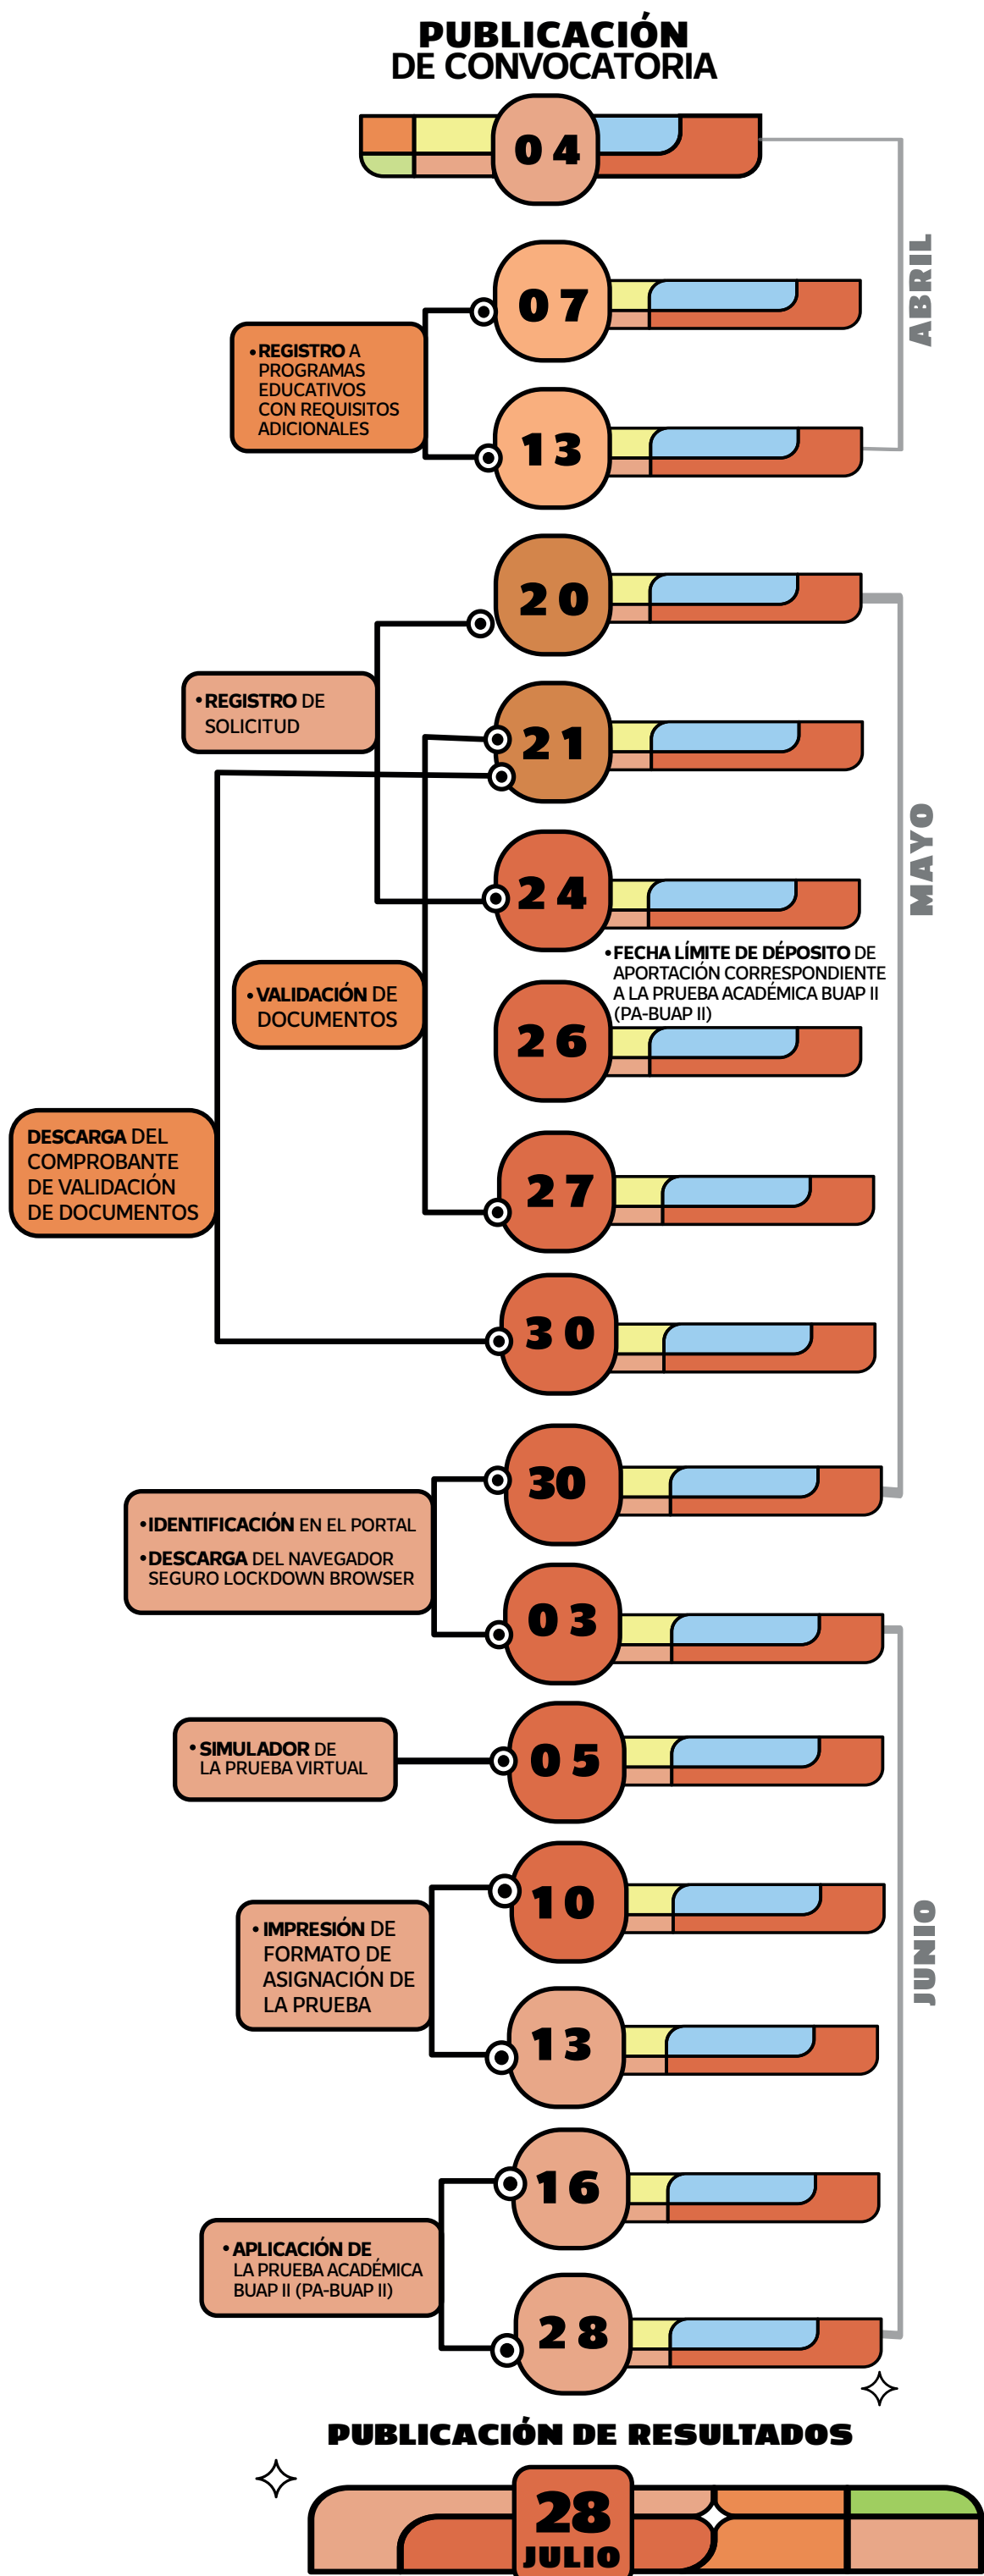 PUBLICACIÓN
DE CONVOCATORIA
04
ABRIL
07
• REGISTRO A
PROGRAMAS
EDUCATIVOS
CON REQUISITOS
ADICIONALES
13
20
• REGISTRO DE
SOLICITUD
21
MAYO
24
• FECHA LÍMITE DE DÉPOSITO DE
APORTACIÓN CORRESPONDIENTE
A LA PRUEBA ACADÉMICA BUAP II
(PA-BUAP II)
• VALIDACIÓN DE
DOCUMENTOS
26
DESCARGA DEL
COMPROBANTE
DE VALIDACIÓN
DE DOCUMENTOS
27
30
30
• IDENTIFICACIÓN EN EL PORTAL
• DESCARGA DEL NAVEGADOR
SEGURO LOCKDOWN BROWSER
03
• SIMULADOR DE
LA PRUEBA VIRTUAL
05
10
JUNIO
• IMPRESIÓN DE
FORMATO DE
ASIGNACIÓN DE
LA PRUEBA
13
16
• APLICACIÓN DE
LA PRUEBA ACADÉMICA
BUAP II (PA-BUAP II)
28
PUBLICACIÓN DE RESULTADOS
28
JULIO